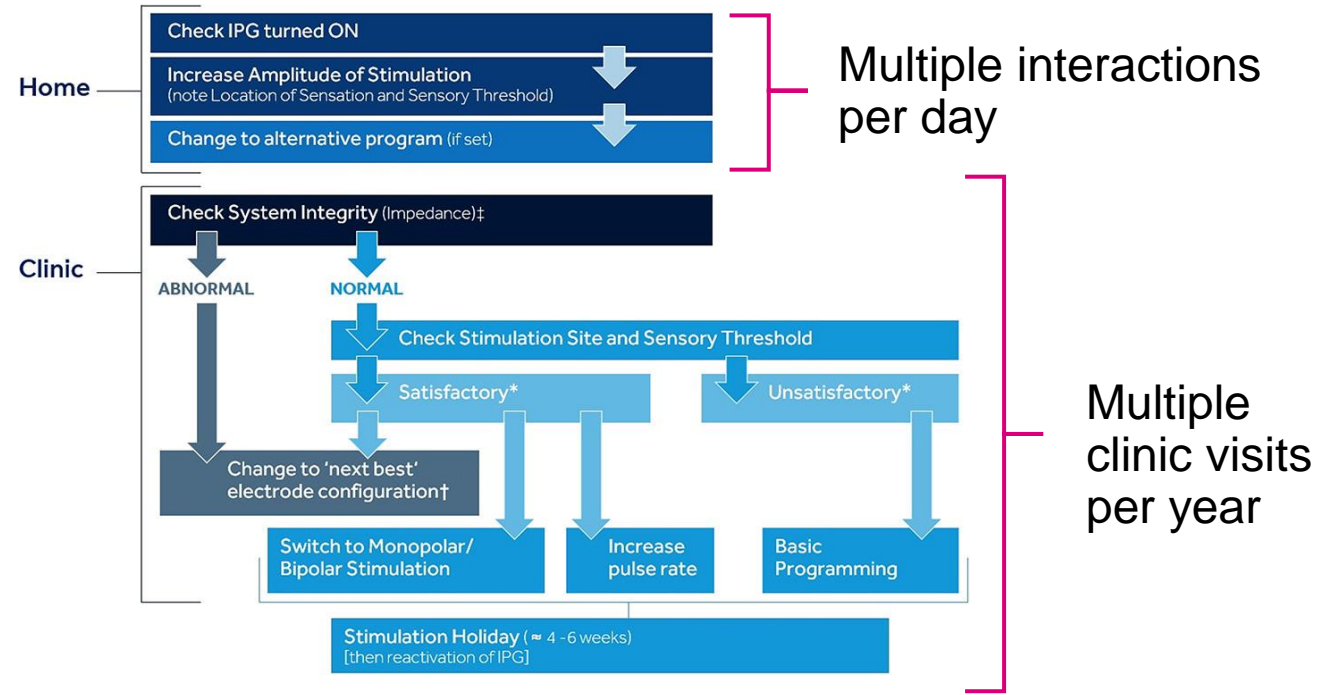 Check IPG turned ON
Home
Increase Amplitude of Stimulation
(note Location of Sensation and Sensory Threshold)
Change to alternative program (if set)
Multiple interactions
per day
Check System Integrity (Impedance)‡
Clinic
ABNORMAL
NORMAL
Check Stimulation Site and Sensory Threshold
Satisfactory*
Unsatisfactory*
Change to ‘next best‘
electrode configuration†
Switch to Monopolar/
Bipolar Stimulation
Increase
pulse rate
Basic
Programming
Stimulation Holiday (≈ 4 -6 weeks)
[then reactivation of IPG]
Multiple
clinic visits
per year